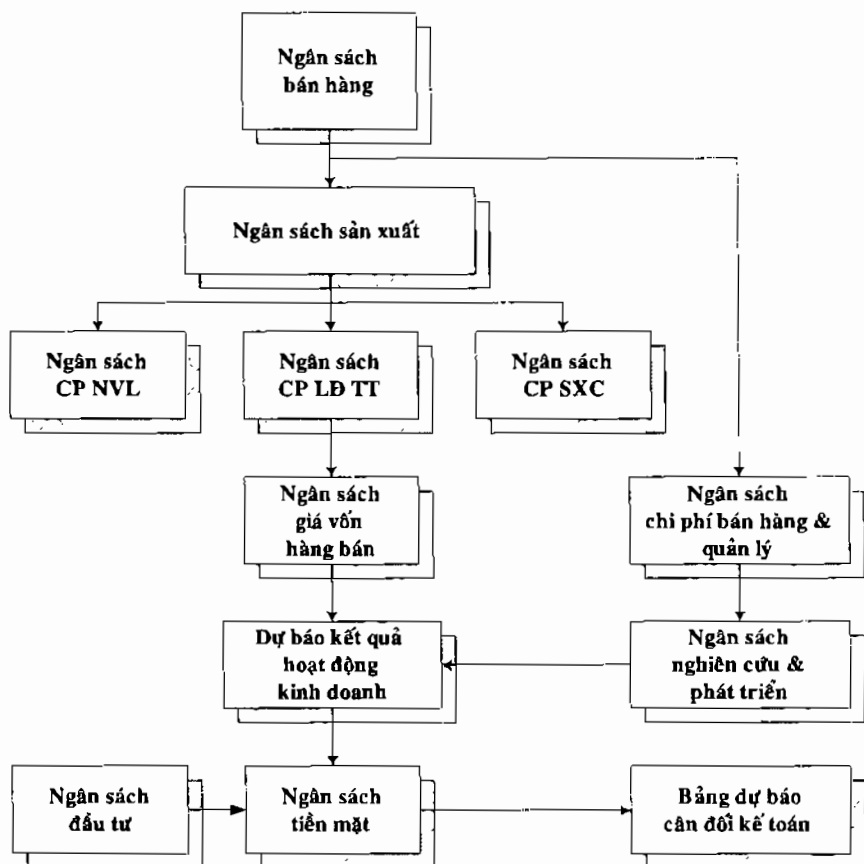 Ngân sách
bán hàng
Ngân sách sản xuất
Ngân sách
CP NVL
Ngân sách
CP LĐ TT
Ngân sách
CP SXC
Ngân sách
giá vốn
hàng bán
Ngân sách
chi phí bán hàng &
quản lý
Dự báo kết quả
hoạt động
kinh doanh
Ngân sách
nghiên cứu &
phát triển
Ngân sách
đầu tư
Ngân sách
tiền mặt
Bảng dự báo
cân đối kế toán